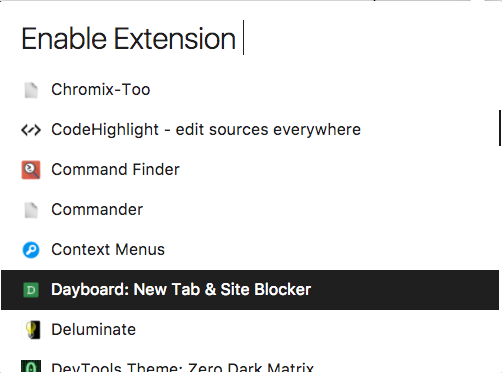 Enable Extension
Chromix-Too
CodeHighlight - edit sources everywhere
Command Finder
Commander
Context Menus
Dayboard: New Tab & Site Blocker
Deluminate
DevTools Theme: Zero Dark Matrix